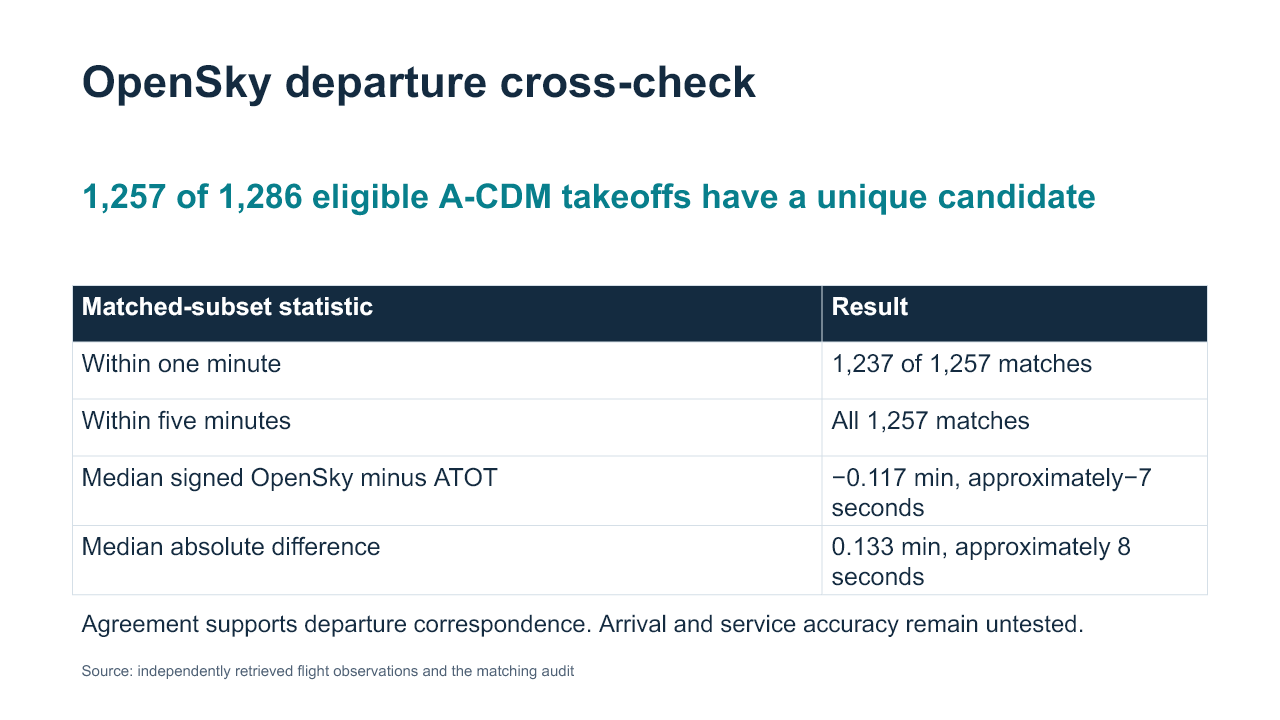 OpenSky departure cross-check
1,257 of 1,286 eligible A-CDM takeoffs have a unique candidate
Matched-subset statistic Result
Within one minute 1,237 of 1,257 matches
Within five minutes All 1,257 matches
Median signed OpenSky minus ATOT −0.117 min, approximately−7
seconds
Median absolute difference 0.133 min, approximately 8
seconds
Agreement supports departure correspondence. Arrival and service accuracy remain untested.
Source: independently retrieved flight observations and the matching audit